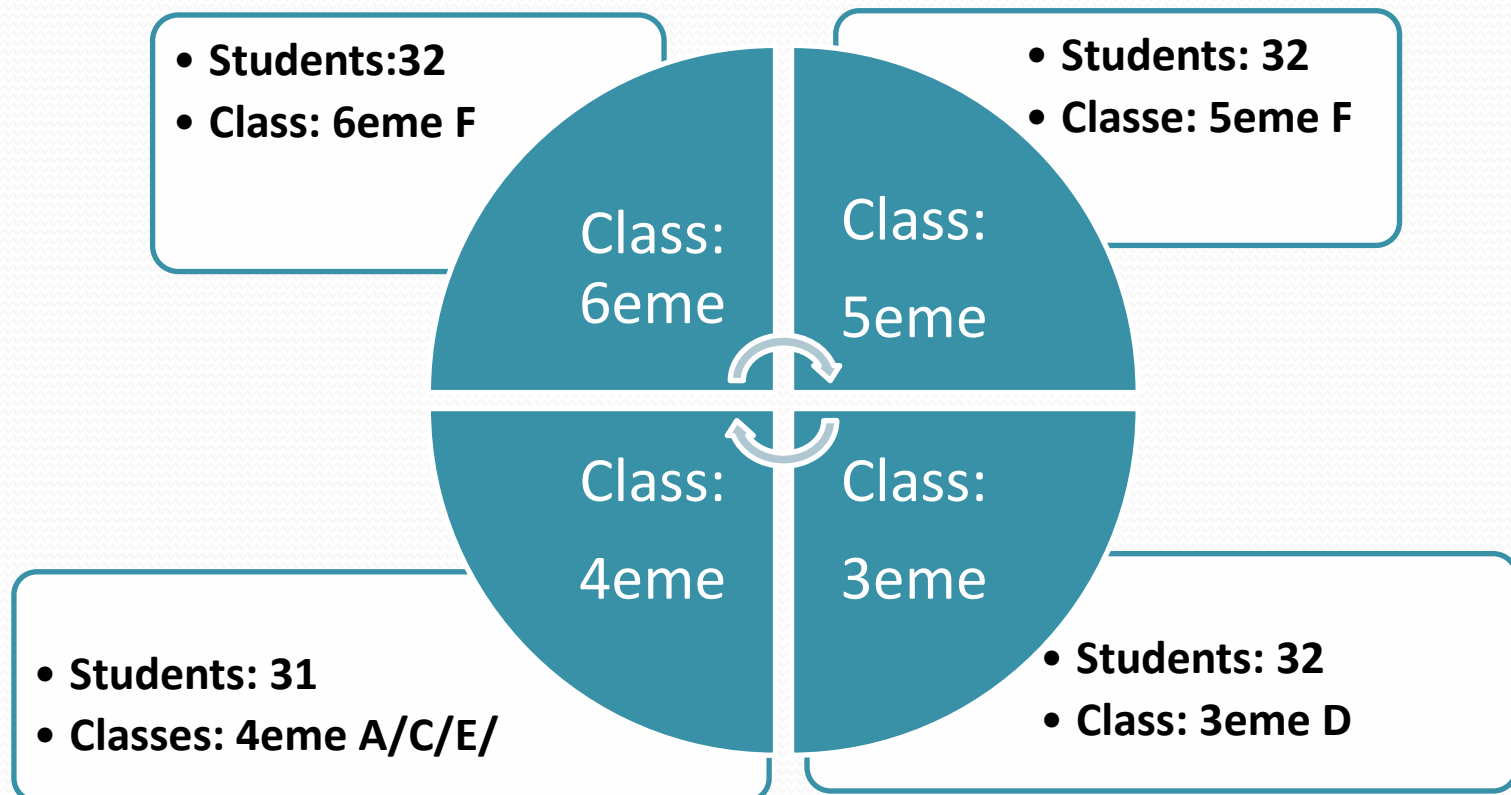 • Students:32
• Class: 6eme F
• Students: 32
• Classe: 5eme F
Class:
6eme
Class:
5eme
Class:
4eme
Class:
3eme
• Students: 31
• Classes: 4eme A/C/E/
• Students: 32
• Class: 3eme D